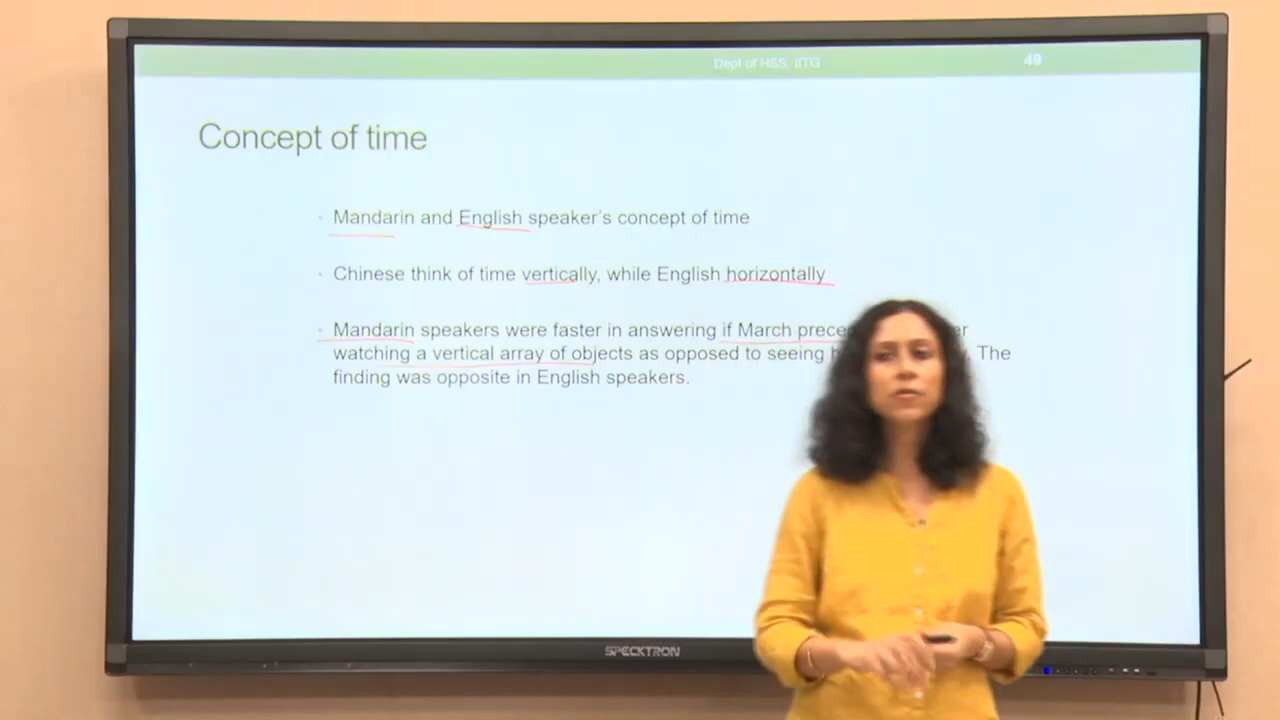 Dept of HSS, IITG 49
Concept of time
Mandarin and English speaker's concept of time
Chinese think of time vertically, while English horizontally
Mandarin speakers were faster in answering if March
watching a vertical array of objects as opposed to seeing The
finding was opposite in English speakers.
SPECKTRON